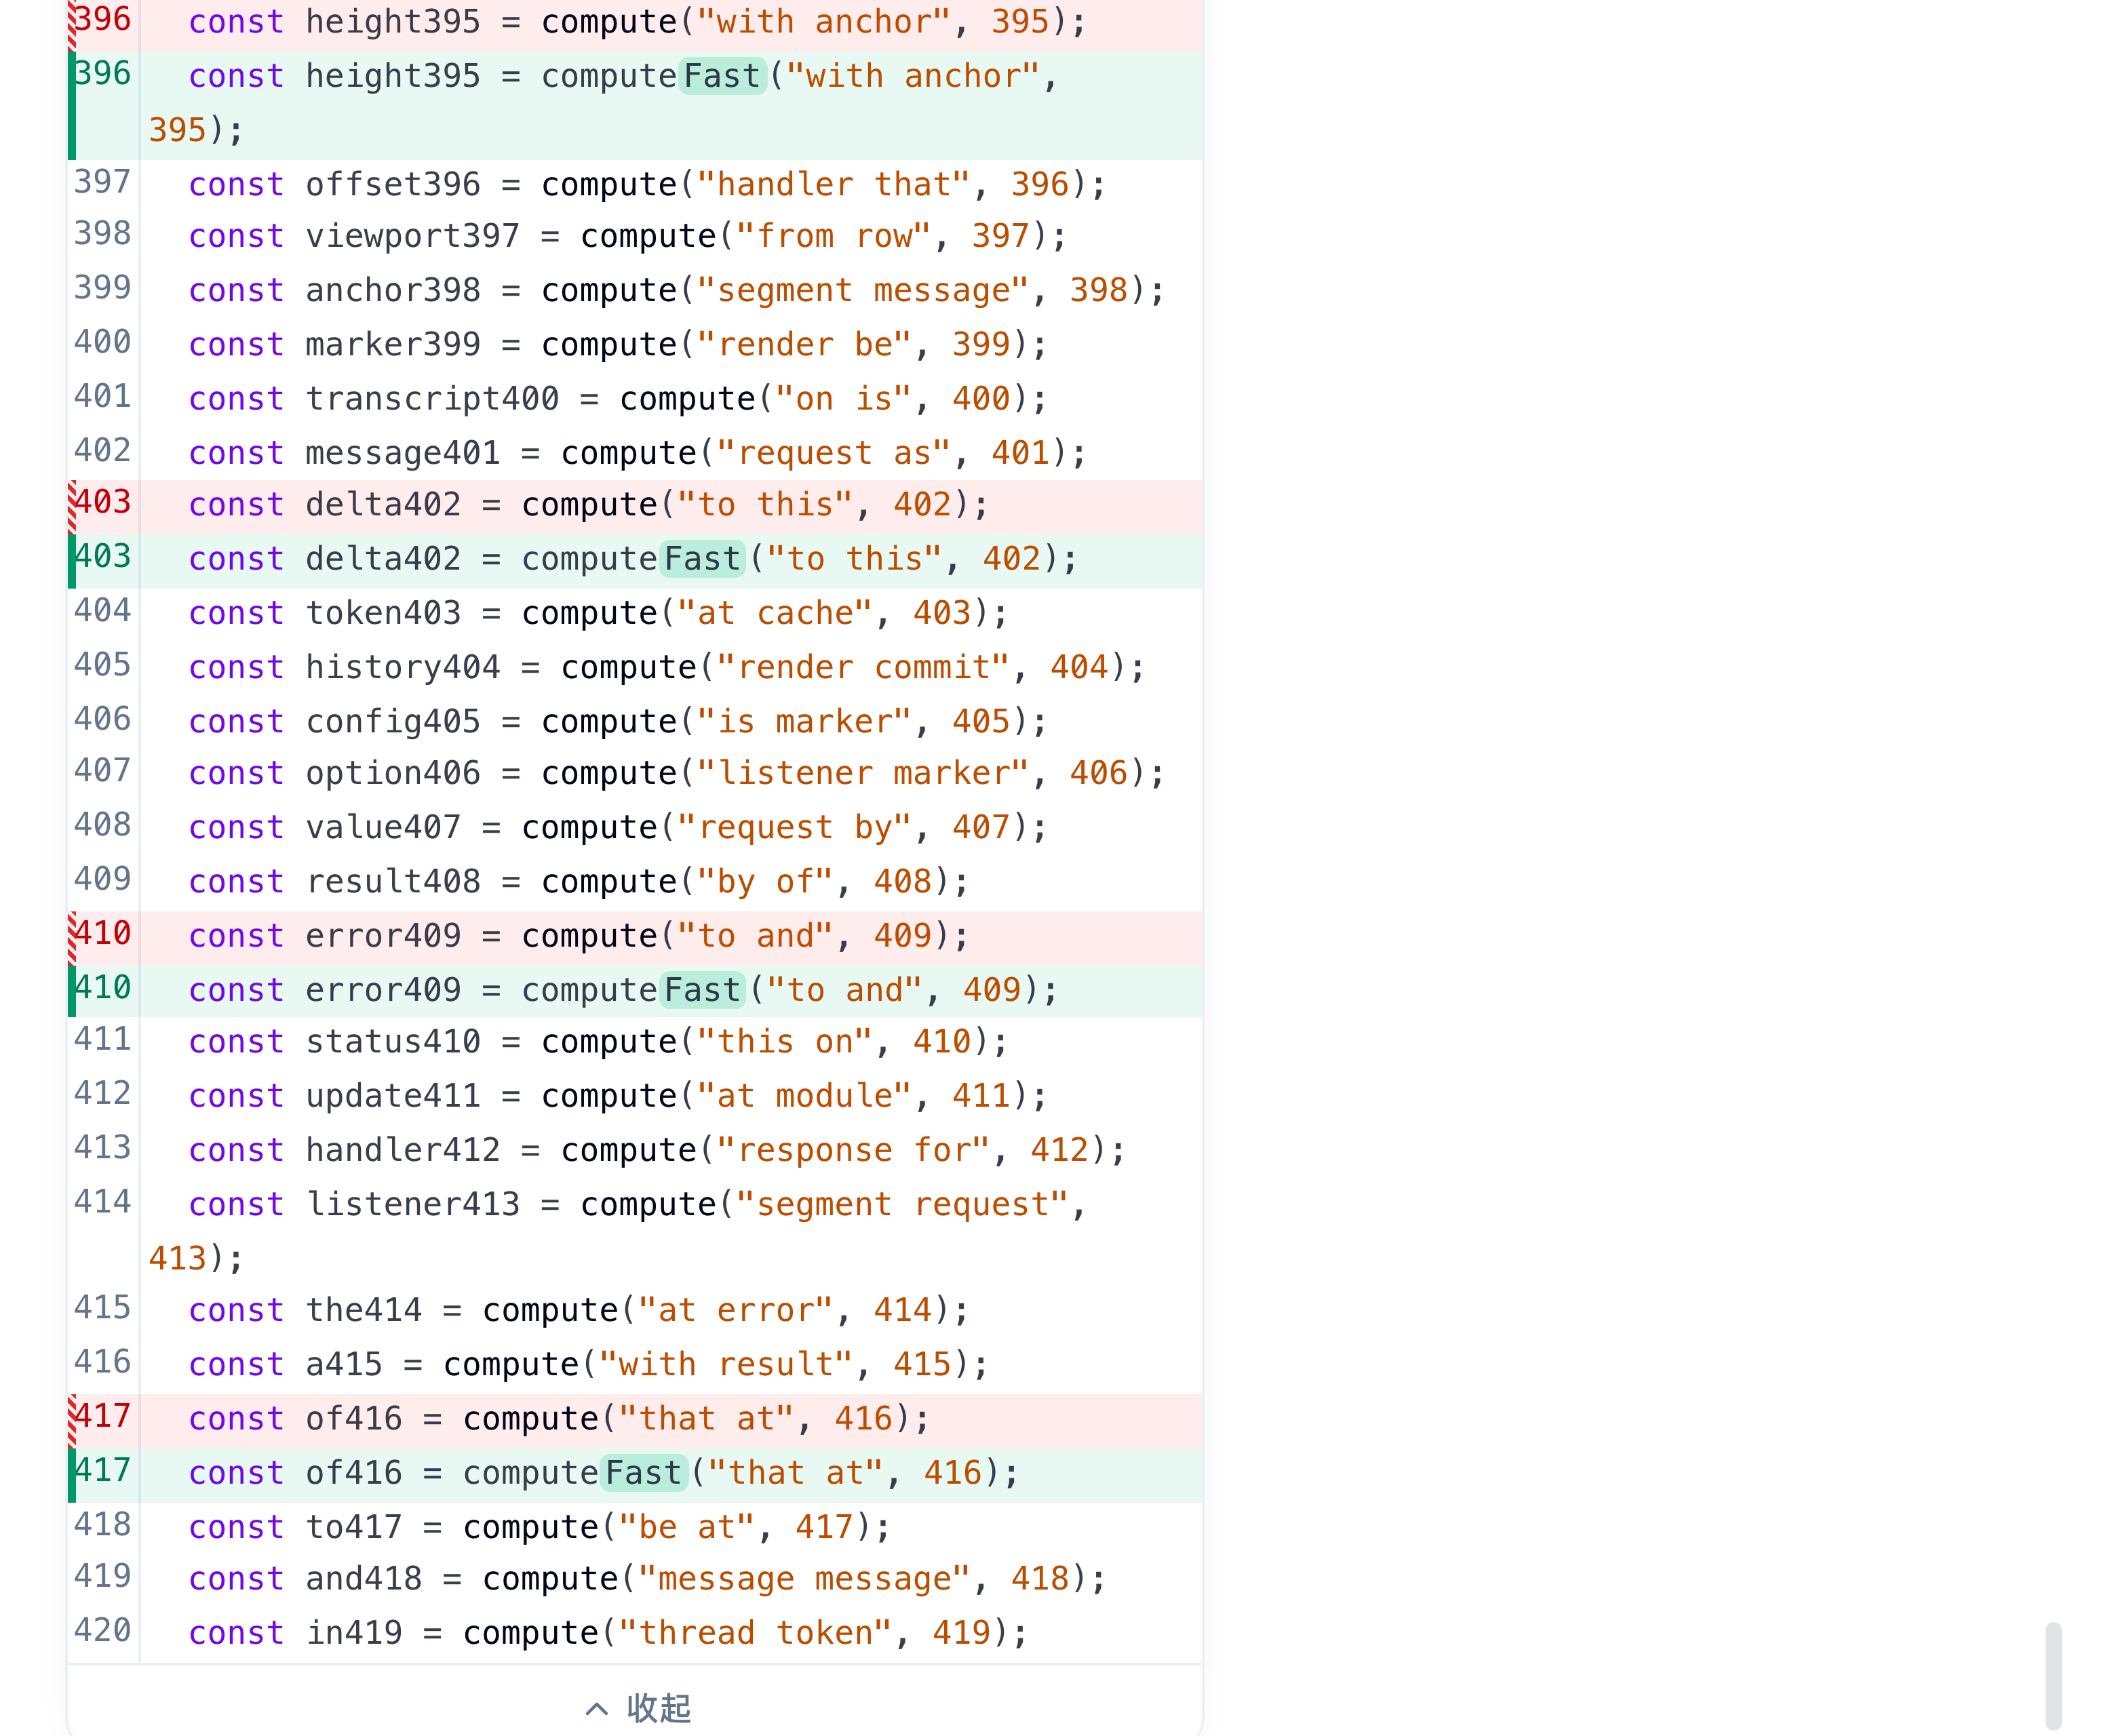 396   const height395 = compute("with anchor", 395);
396   const height395 = computeFast("with anchor",
395);
397   const offset396 = compute("handler that", 396);
398   const viewport397 = compute("from row", 397);
399   const anchor398 = compute("segment message", 398);
400   const marker399 = compute("render be", 399);
401   const transcript400 = compute("on is", 400);
402   const message401 = compute("request as", 401);
403   const delta402 = compute("to this", 402);
403   const delta402 = computeFast("to this", 402);
404   const token403 = compute("at cache", 403);
405   const history404 = compute("render commit", 404);
406   const config405 = compute("is marker", 405);
407   const option406 = compute("listener marker", 406);
408   const value407 = compute("request by", 407);
409   const result408 = compute("by of", 408);
410   const error409 = compute("to and", 409);
410   const error409 = computeFast("to and", 409);
411   const status410 = compute("this on", 410);
412   const update411 = compute("at module", 411);
413   const handler412 = compute("response for", 412);
414   const listener413 = compute("segment request",
413);
415   const the414 = compute("at error", 414);
416   const a415 = compute("with result", 415);
417   const of416 = compute("that at", 416);
417   const of416 = computeFast("that at", 416);
418   const to417 = compute("be at", 417);
419   const and418 = compute("message message", 418);
420   const in419 = compute("thread token", 419);
收起